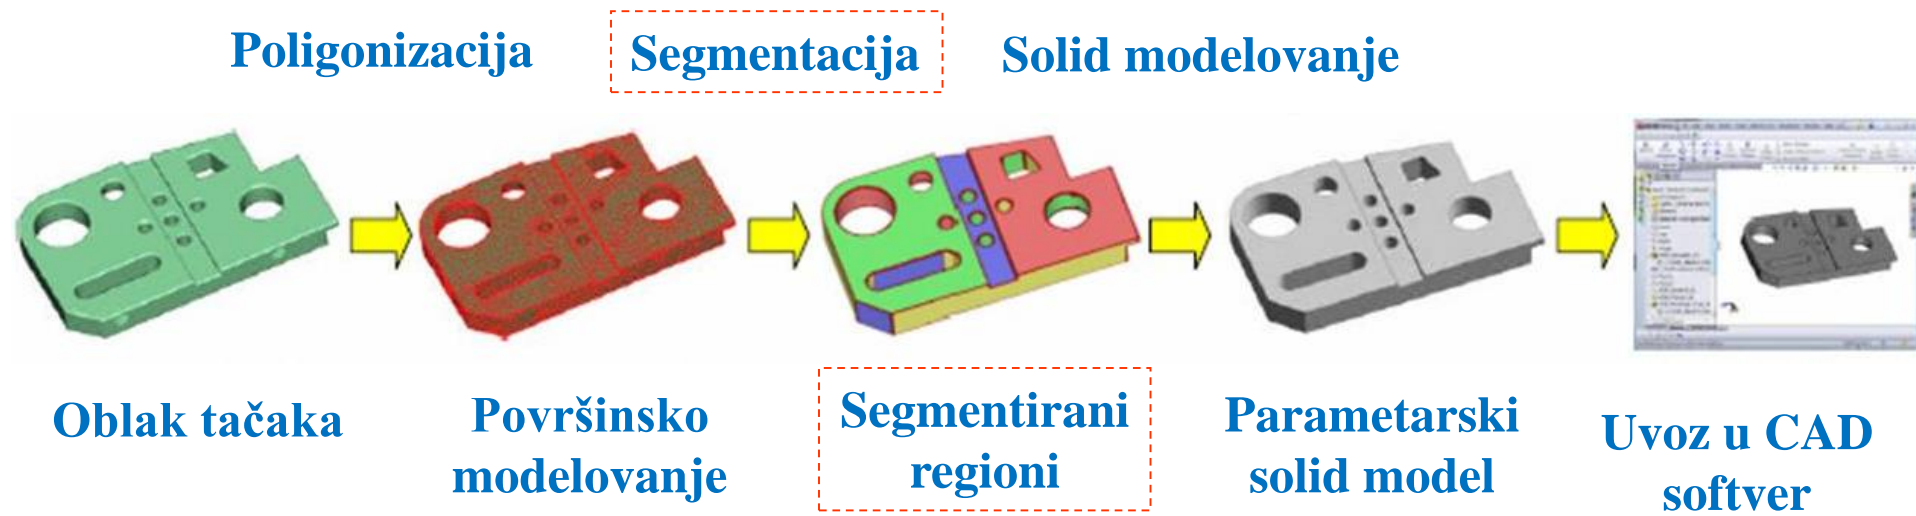 Poligonizacija
Segmentacija
Solid modelovanje
Oblak tačaka
Površinsko
modelovanje
Segmentirani
regioni
Parametarski
solid model
Uvoz u CAD
softver